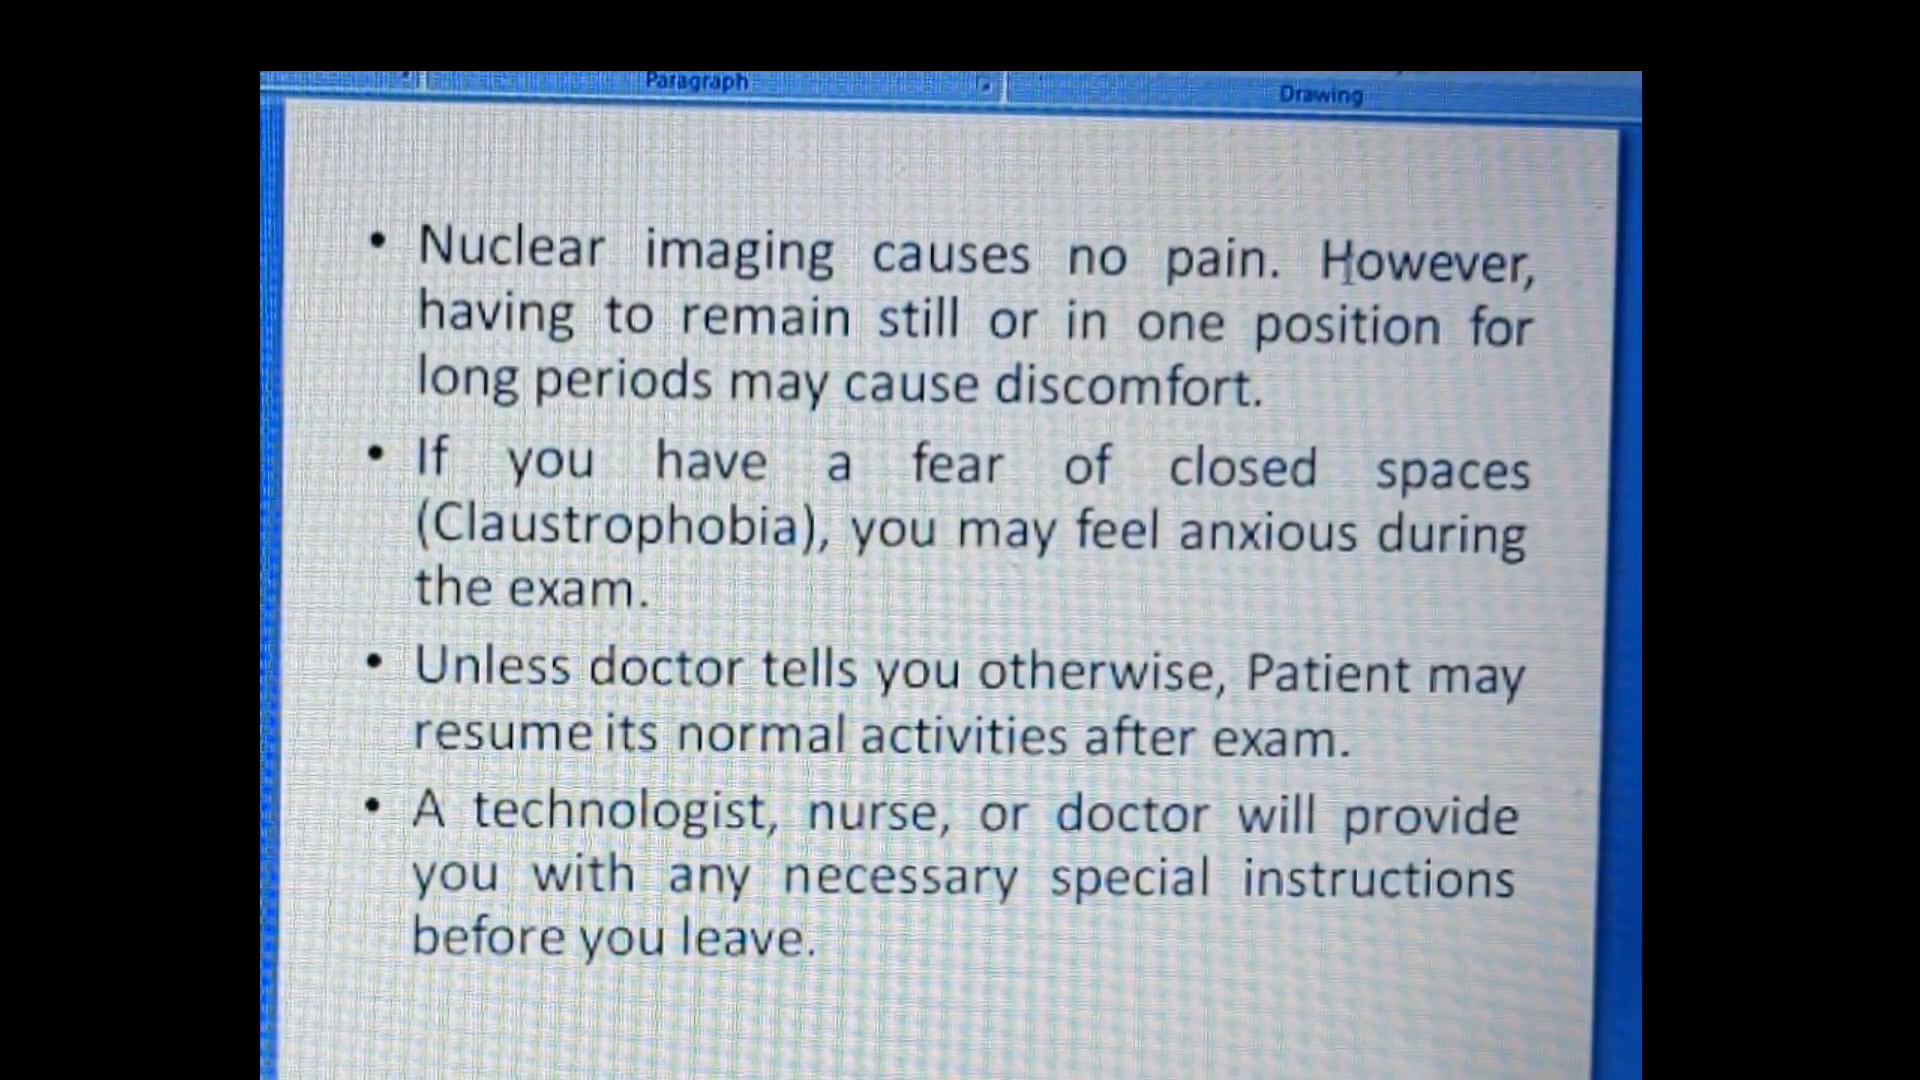 Paragraph
Drawing
• Nuclear imaging causes no pain. However,
having to remain still or in one position for
long periods may cause discomfort.
• If you have a fear of closed spaces
(Claustrophobia), you may feel anxious during
the exam.
• Unless doctor tells you otherwise, Patient may
resume its normal activities after exam.
• A technologist, nurse, or doctor will provide
you with any necessary special instructions
before you leave.